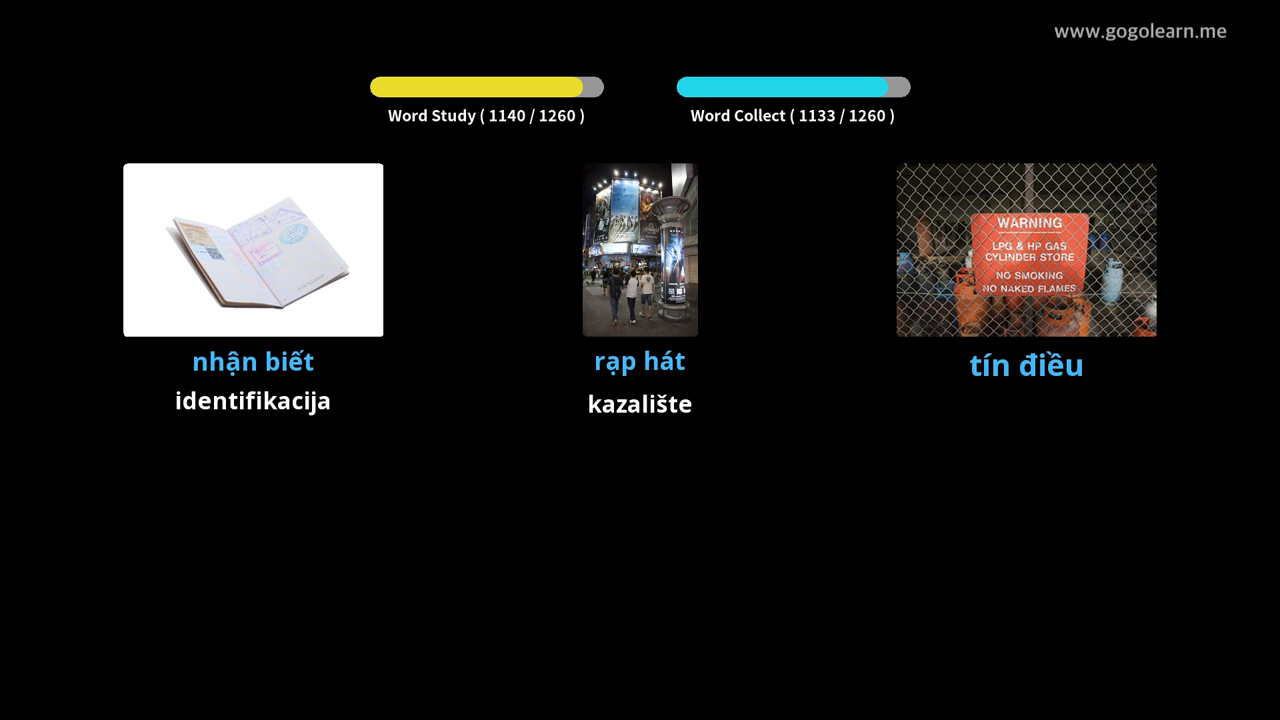 www.gogolearn.me
Word Study ( 1140 / 1260 )
Word Collect ( 1133 / 1260 )
WARNING
LPG & HP GAS
CYLINDER STORE
NO SMOKING
NO NAKED FLAMES
nhận biết
rạp hát
tín điều
identifikacija
kazalište